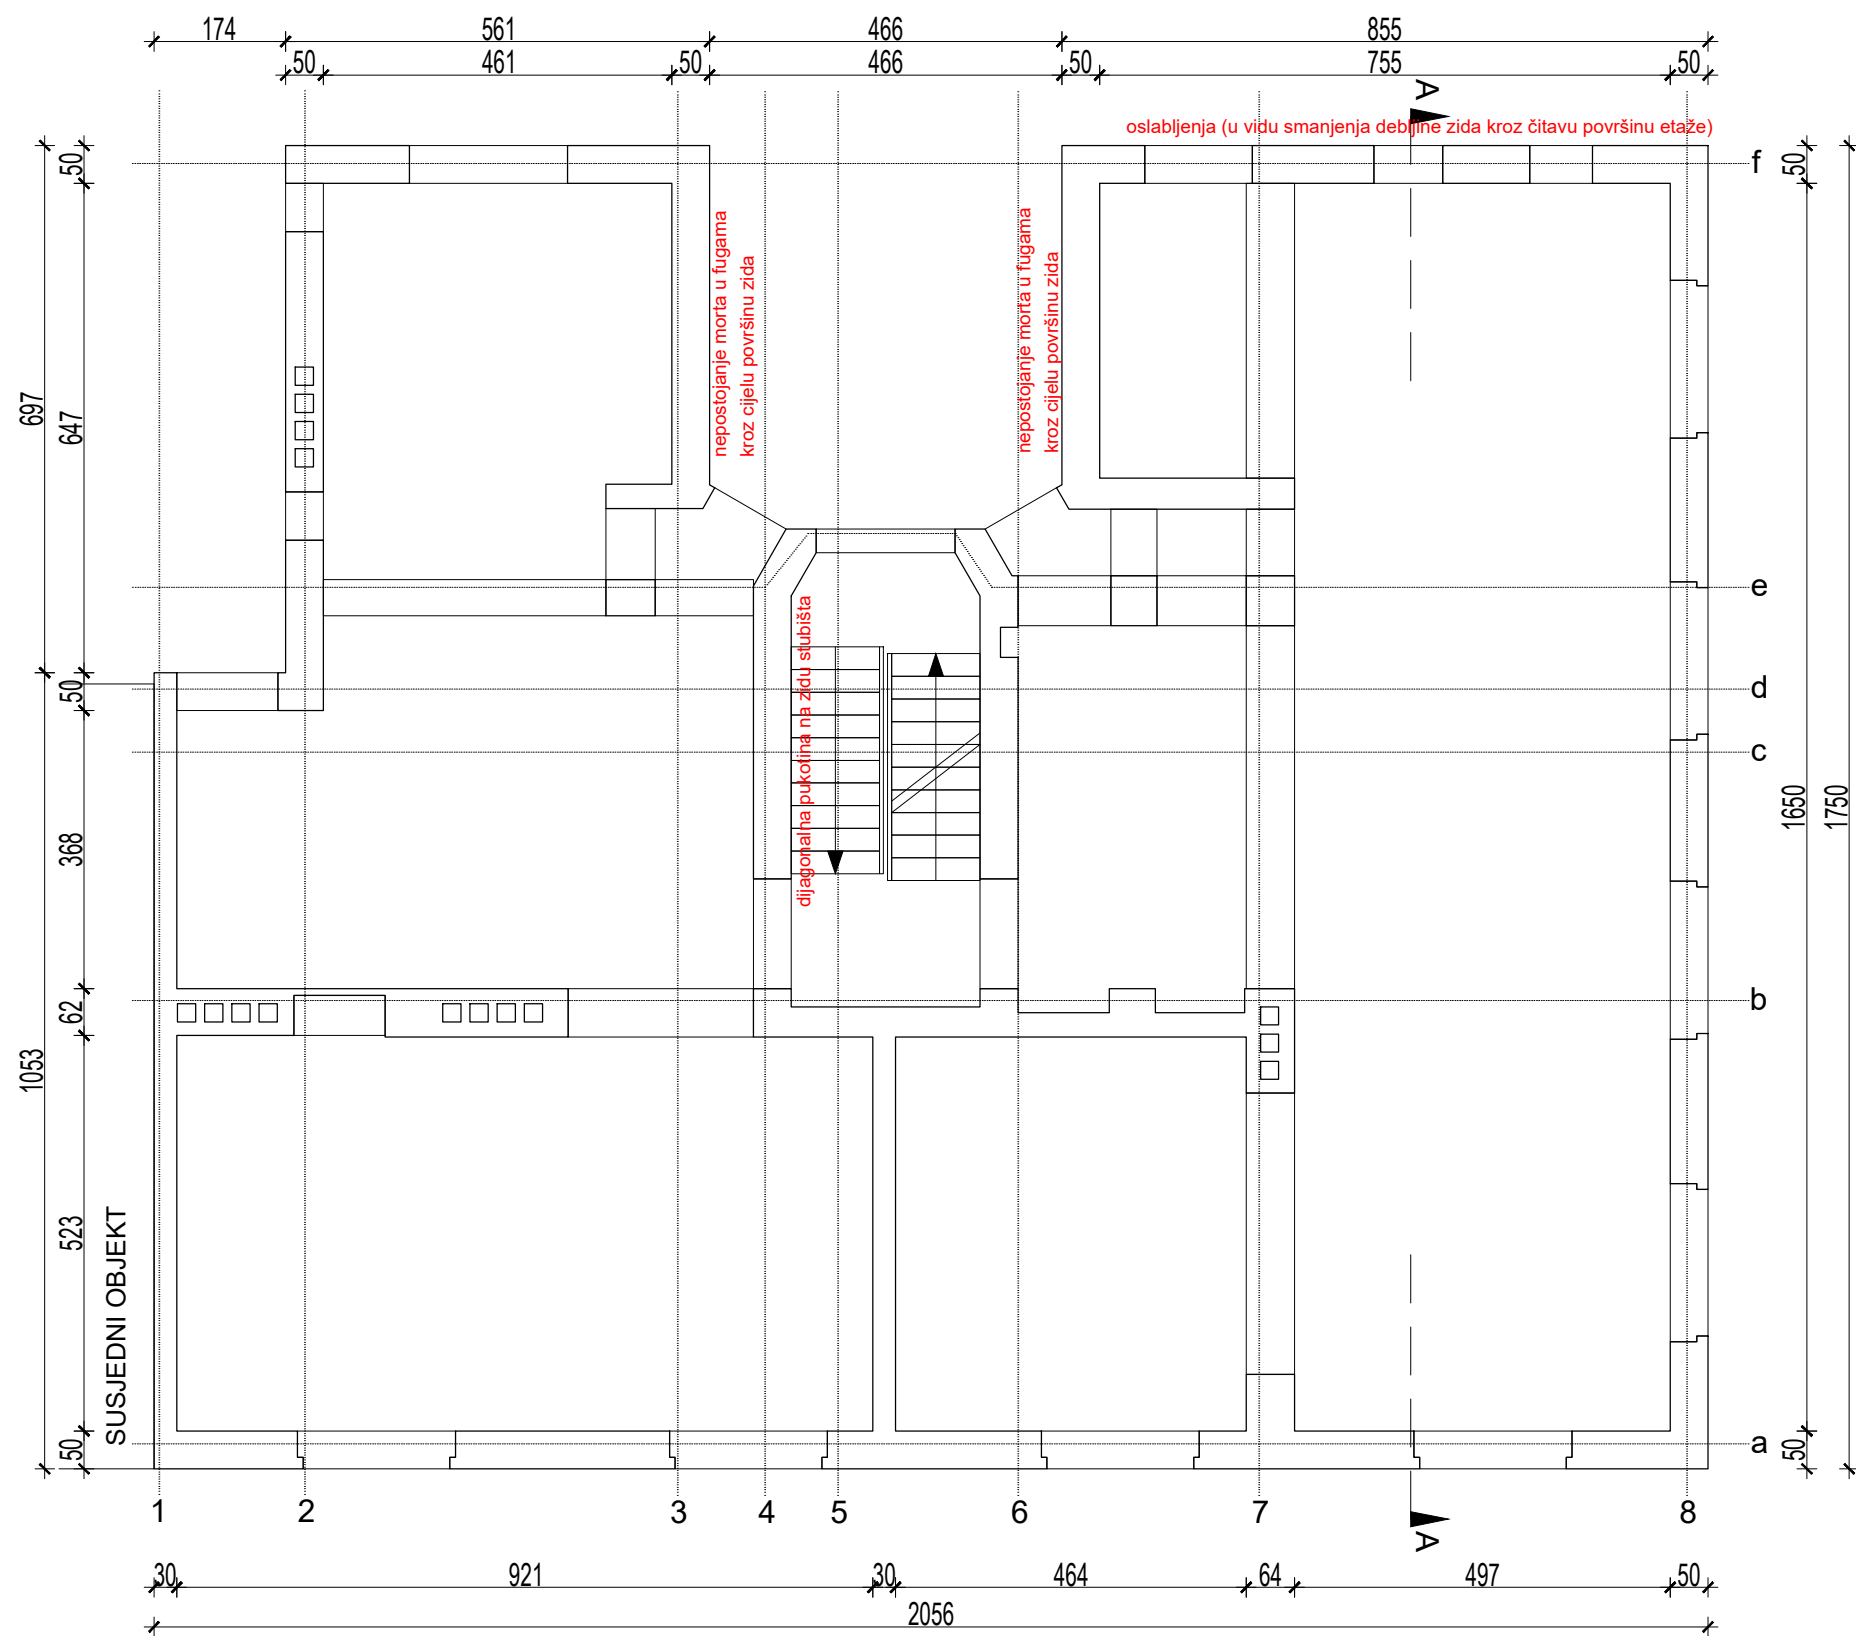 174
561
466
855
50
461
50
466
50
755
50
A
oslabljenja (u vidu smanjenja debljine zida kroz čitavu površinu etaže)
f
e
d
c
b
a
nepostojanje morta u fugama
kroz cijelu površinu zida
nepostojanje morta u fugama
kroz cijelu površinu zida
dijagonalna pukotina na zidu stubišta
697
1053
50
647
50
368
62
523
50
SUSJEDNI OBJEKT
50
1650
50
1750
1
2
3
4
5
6
7
8
A
30
921
30
464
64
497
50
2056